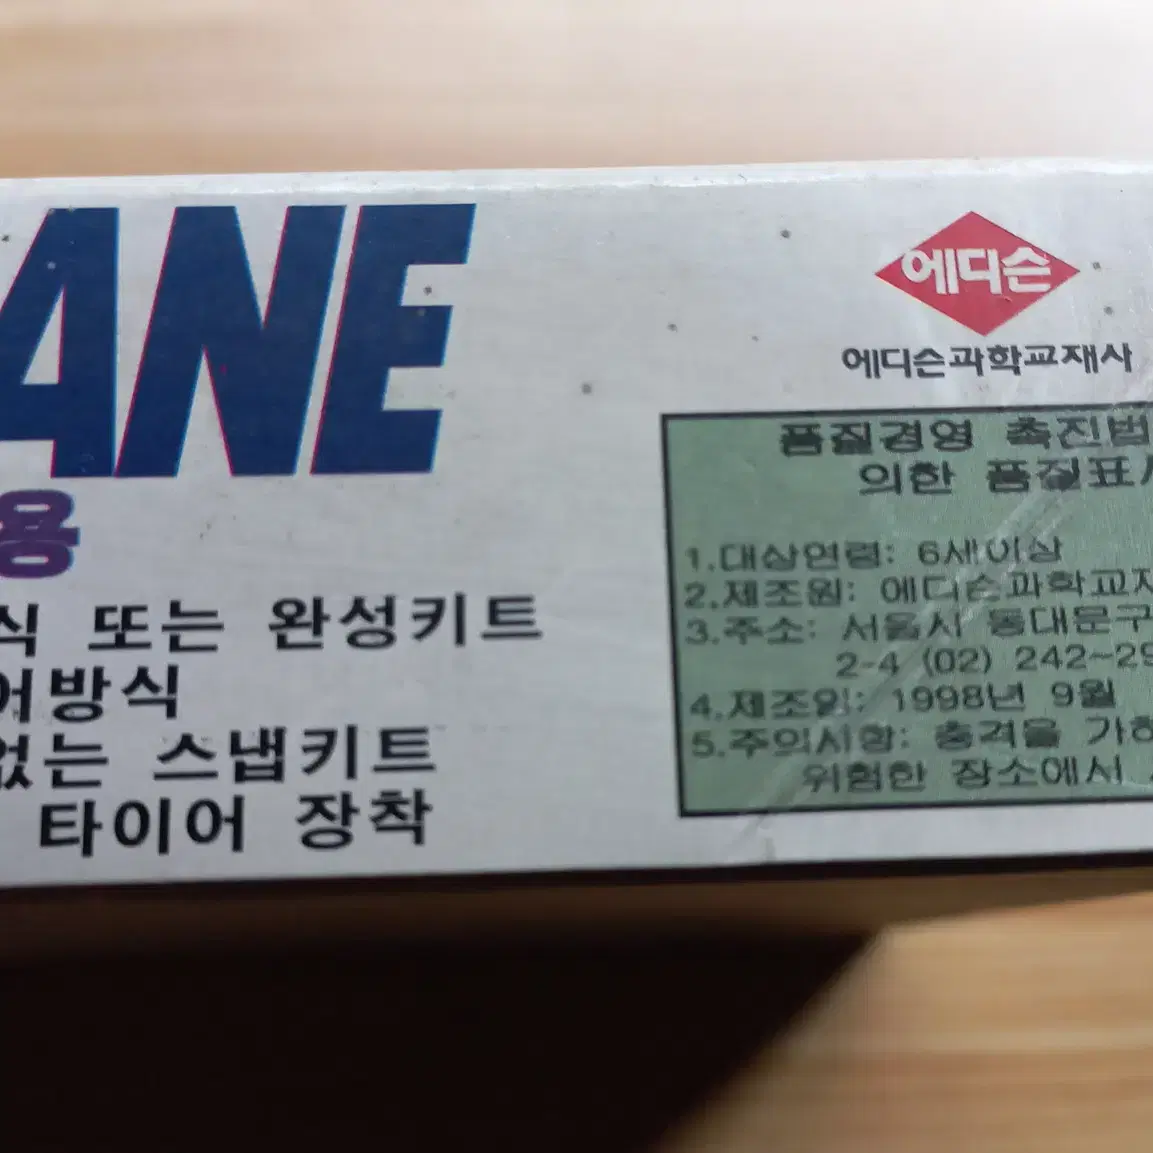 ANE
용
식 또는 완성키트
어방식
없는 스냅키트
타이어 장착
에디슨
에디슨과학교재사
품질경영 촉진법
의한 품질표
1.대상연령: 6세이상
2.제조원: 에디슨과학교재
3.주소: 서울시 동대문구
2-4 (02) 242-29
4.제조일: 1998년 9월
5.주의사항: 충격을 가하
위험한 장소에서